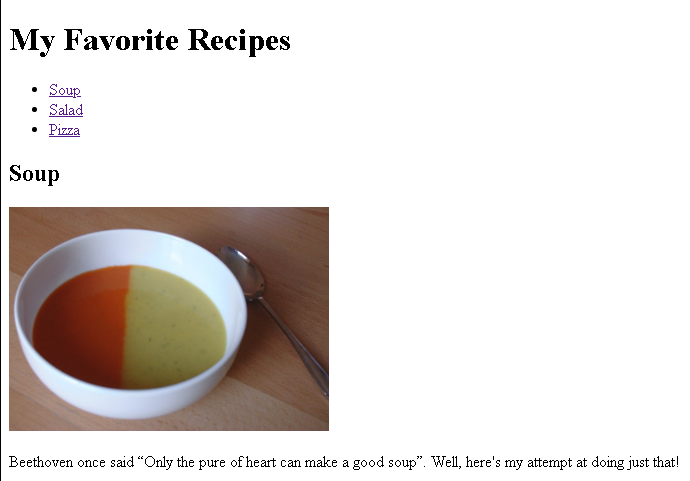 My Favorite Recipes
Soup
Salad
Pizza
Soup
Beethoven once said “Only the pure of heart can make a good soup”. Well, here's my attempt at doing just that!